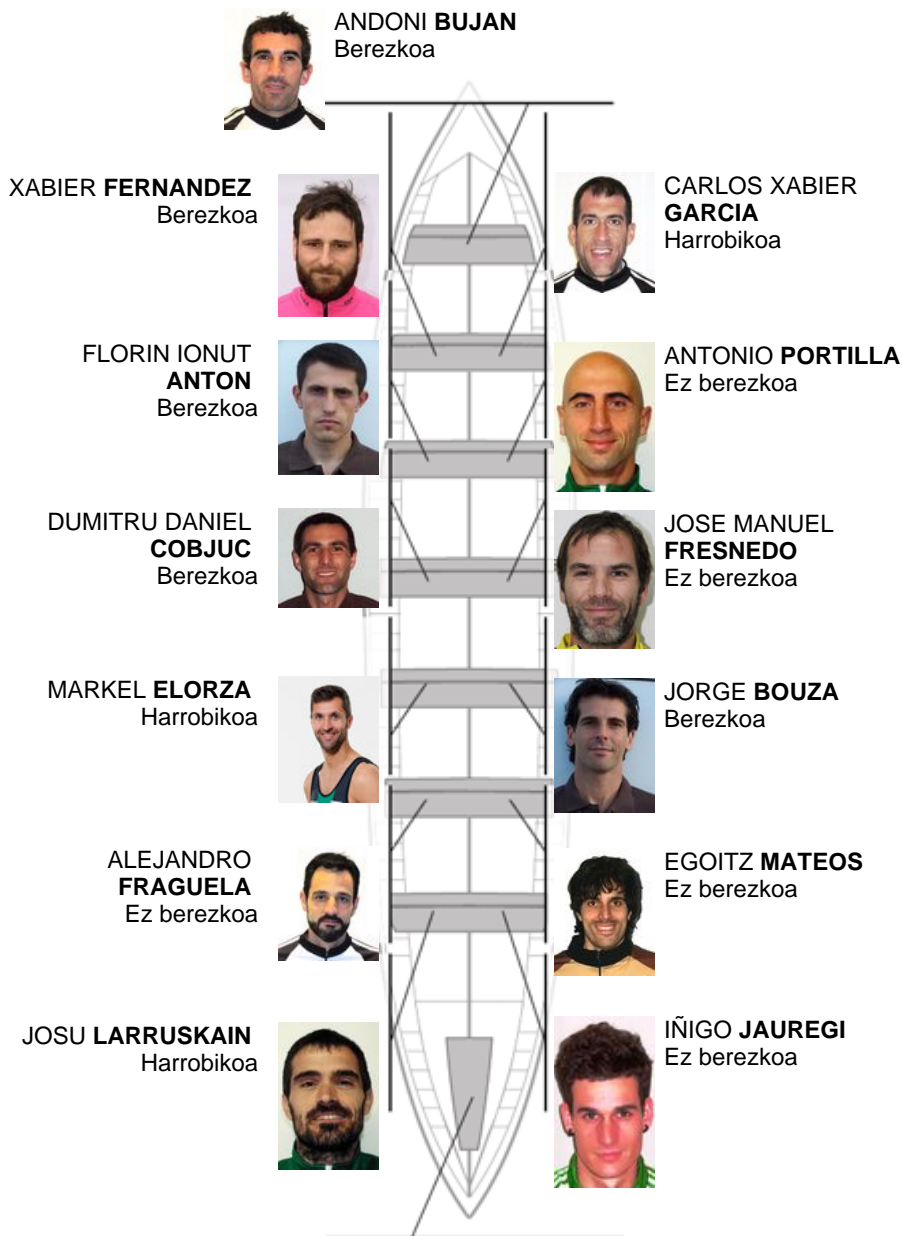 ANDONI BUJAN
Berezkoa
XABIER FERNANDEZ
Berezkoa
CARLOS XABIER
GARCIA
Harrobikoa
FLORIN IONUT
ANTON
Berezkoa
ANTONIO PORTILLA
Ez berezkoa
DUMITRU DANIEL
COBJUC
Berezkoa
JOSE MANUEL
FRESNEDO
Ez berezkoa
MARKEL ELORZA
Harrobikoa
JORGE BOUZA
Berezkoa
ALEJANDRO
FRAGUELA
Ez berezkoa
EGOITZ MATEOS
Ez berezkoa
JOSU LARRUSKAIN
Harrobikoa
IÑIGO JAUREGI
Ez berezkoa